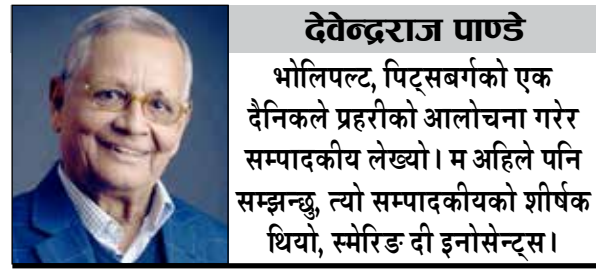 देवेन्द्रराज पाण्डे
भोलिपल्ट, पिट्सबर्गको एक
दैनिकले प्रहरीको आलोचना गरेर
सम्पादकीय लेख्यो। म अहिले पनि
सम्झन्छु, त्यो सम्पादकीयको शीर्षक
थियो, स्मेरिङ दी इनोसेन्ट्स।